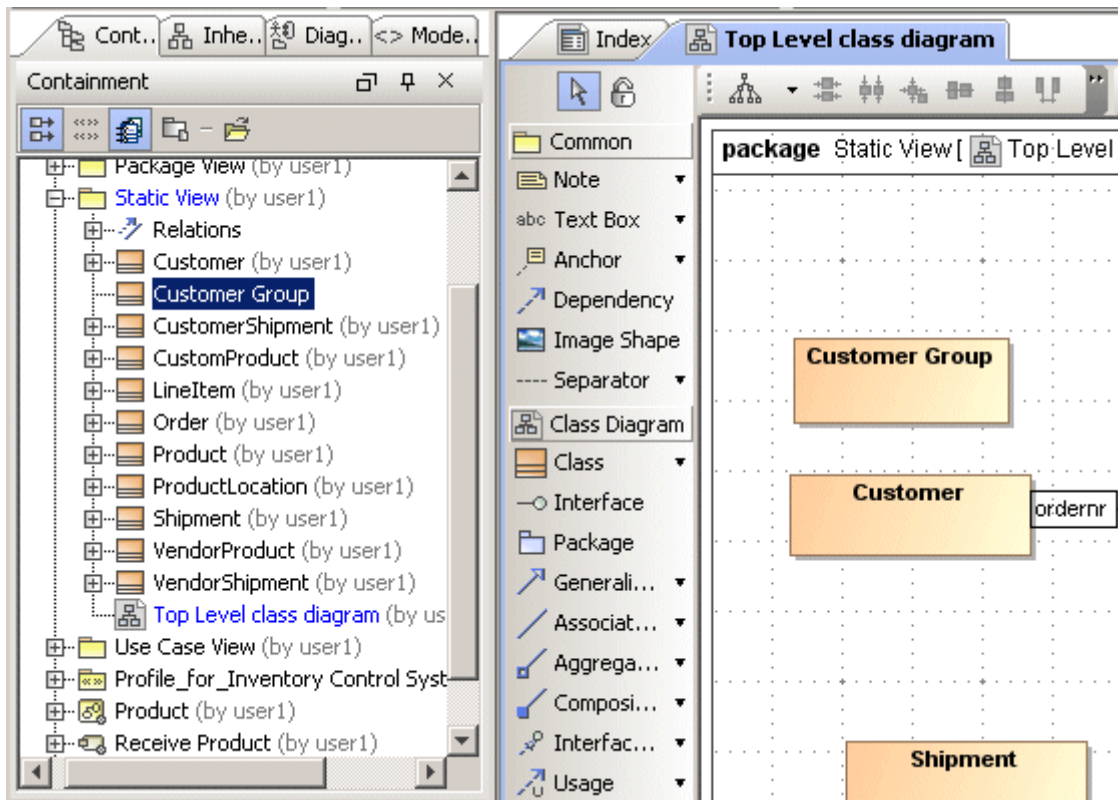 Cont.. Inhe.. Diag.. <> Mode..
Containment
Package View (by user1)
Static View (by user1)
Relations
Customer (by user1)
Customer Group
CustomerShipment (by user1)
CustomProduct (by user1)
LineItem (by user1)
Order (by user1)
Product (by user1)
ProductLocation (by user1)
Shipment (by user1)
VendorProduct (by user1)
VendorShipment (by user1)
Top Level class diagram (by us
Use Case View (by user1)
Profile_for_Inventory Control Syst
Product (by user1)
Receive Product (by user1)
Index Top Level class diagram
Common
Note
abc Text Box
Anchor
Dependency
Image Shape
Separator
Class Diagram
Class
Interface
Package
Generali...
Associat...
Aggrega...
Composi...
Interfac...
Usage
package Static View [ Top Level
Customer Group
Customer
ordernr
Shipment